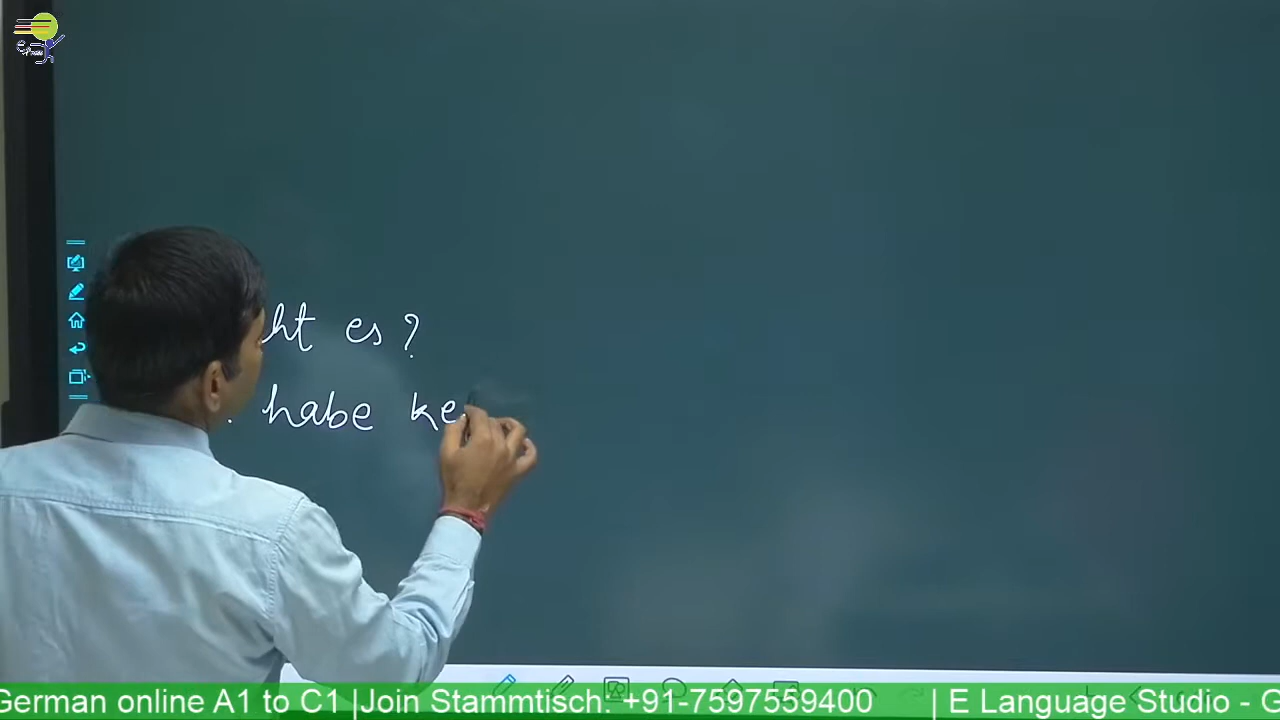 ht es?
habe ke
German online A1 to C1 |Join Stammtisch: +91-7597559400 | E Language Studio - G